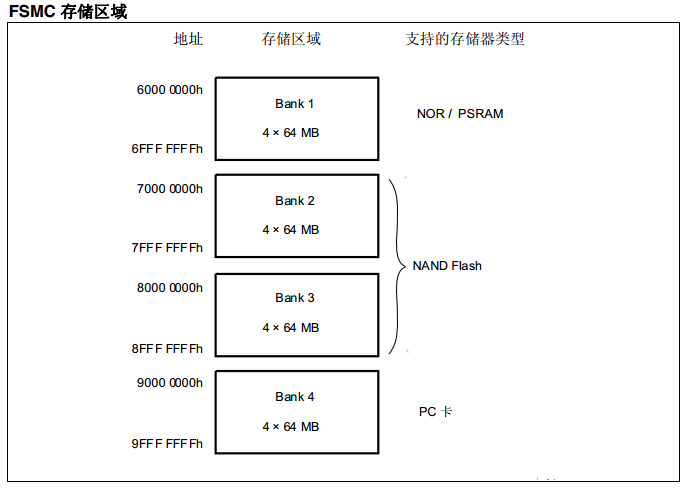 FSMC 存储区域
地址 存储区域 支持的存储器类型
6000 0000h
Bank 1
4 × 64 MB
NOR / PSRAM
6FFF FFFFh
7000 0000h
Bank 2
4 × 64 MB
7FFF FFFFh
NAND Flash
8000 0000h
Bank 3
4 × 64 MB
8FFF FFFFh
9000 0000h
Bank 4
4 × 64 MB
PC 卡
9FFF FFFFh